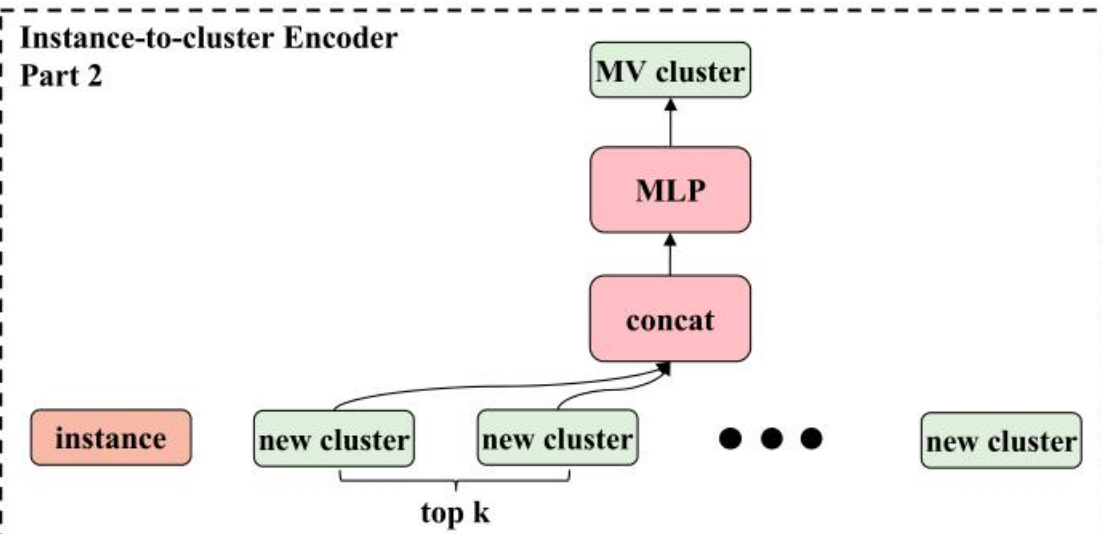 Instance-to-cluster Encoder
Part 2
MV cluster
MLP
concat
instance
new cluster
new cluster
new cluster
top k